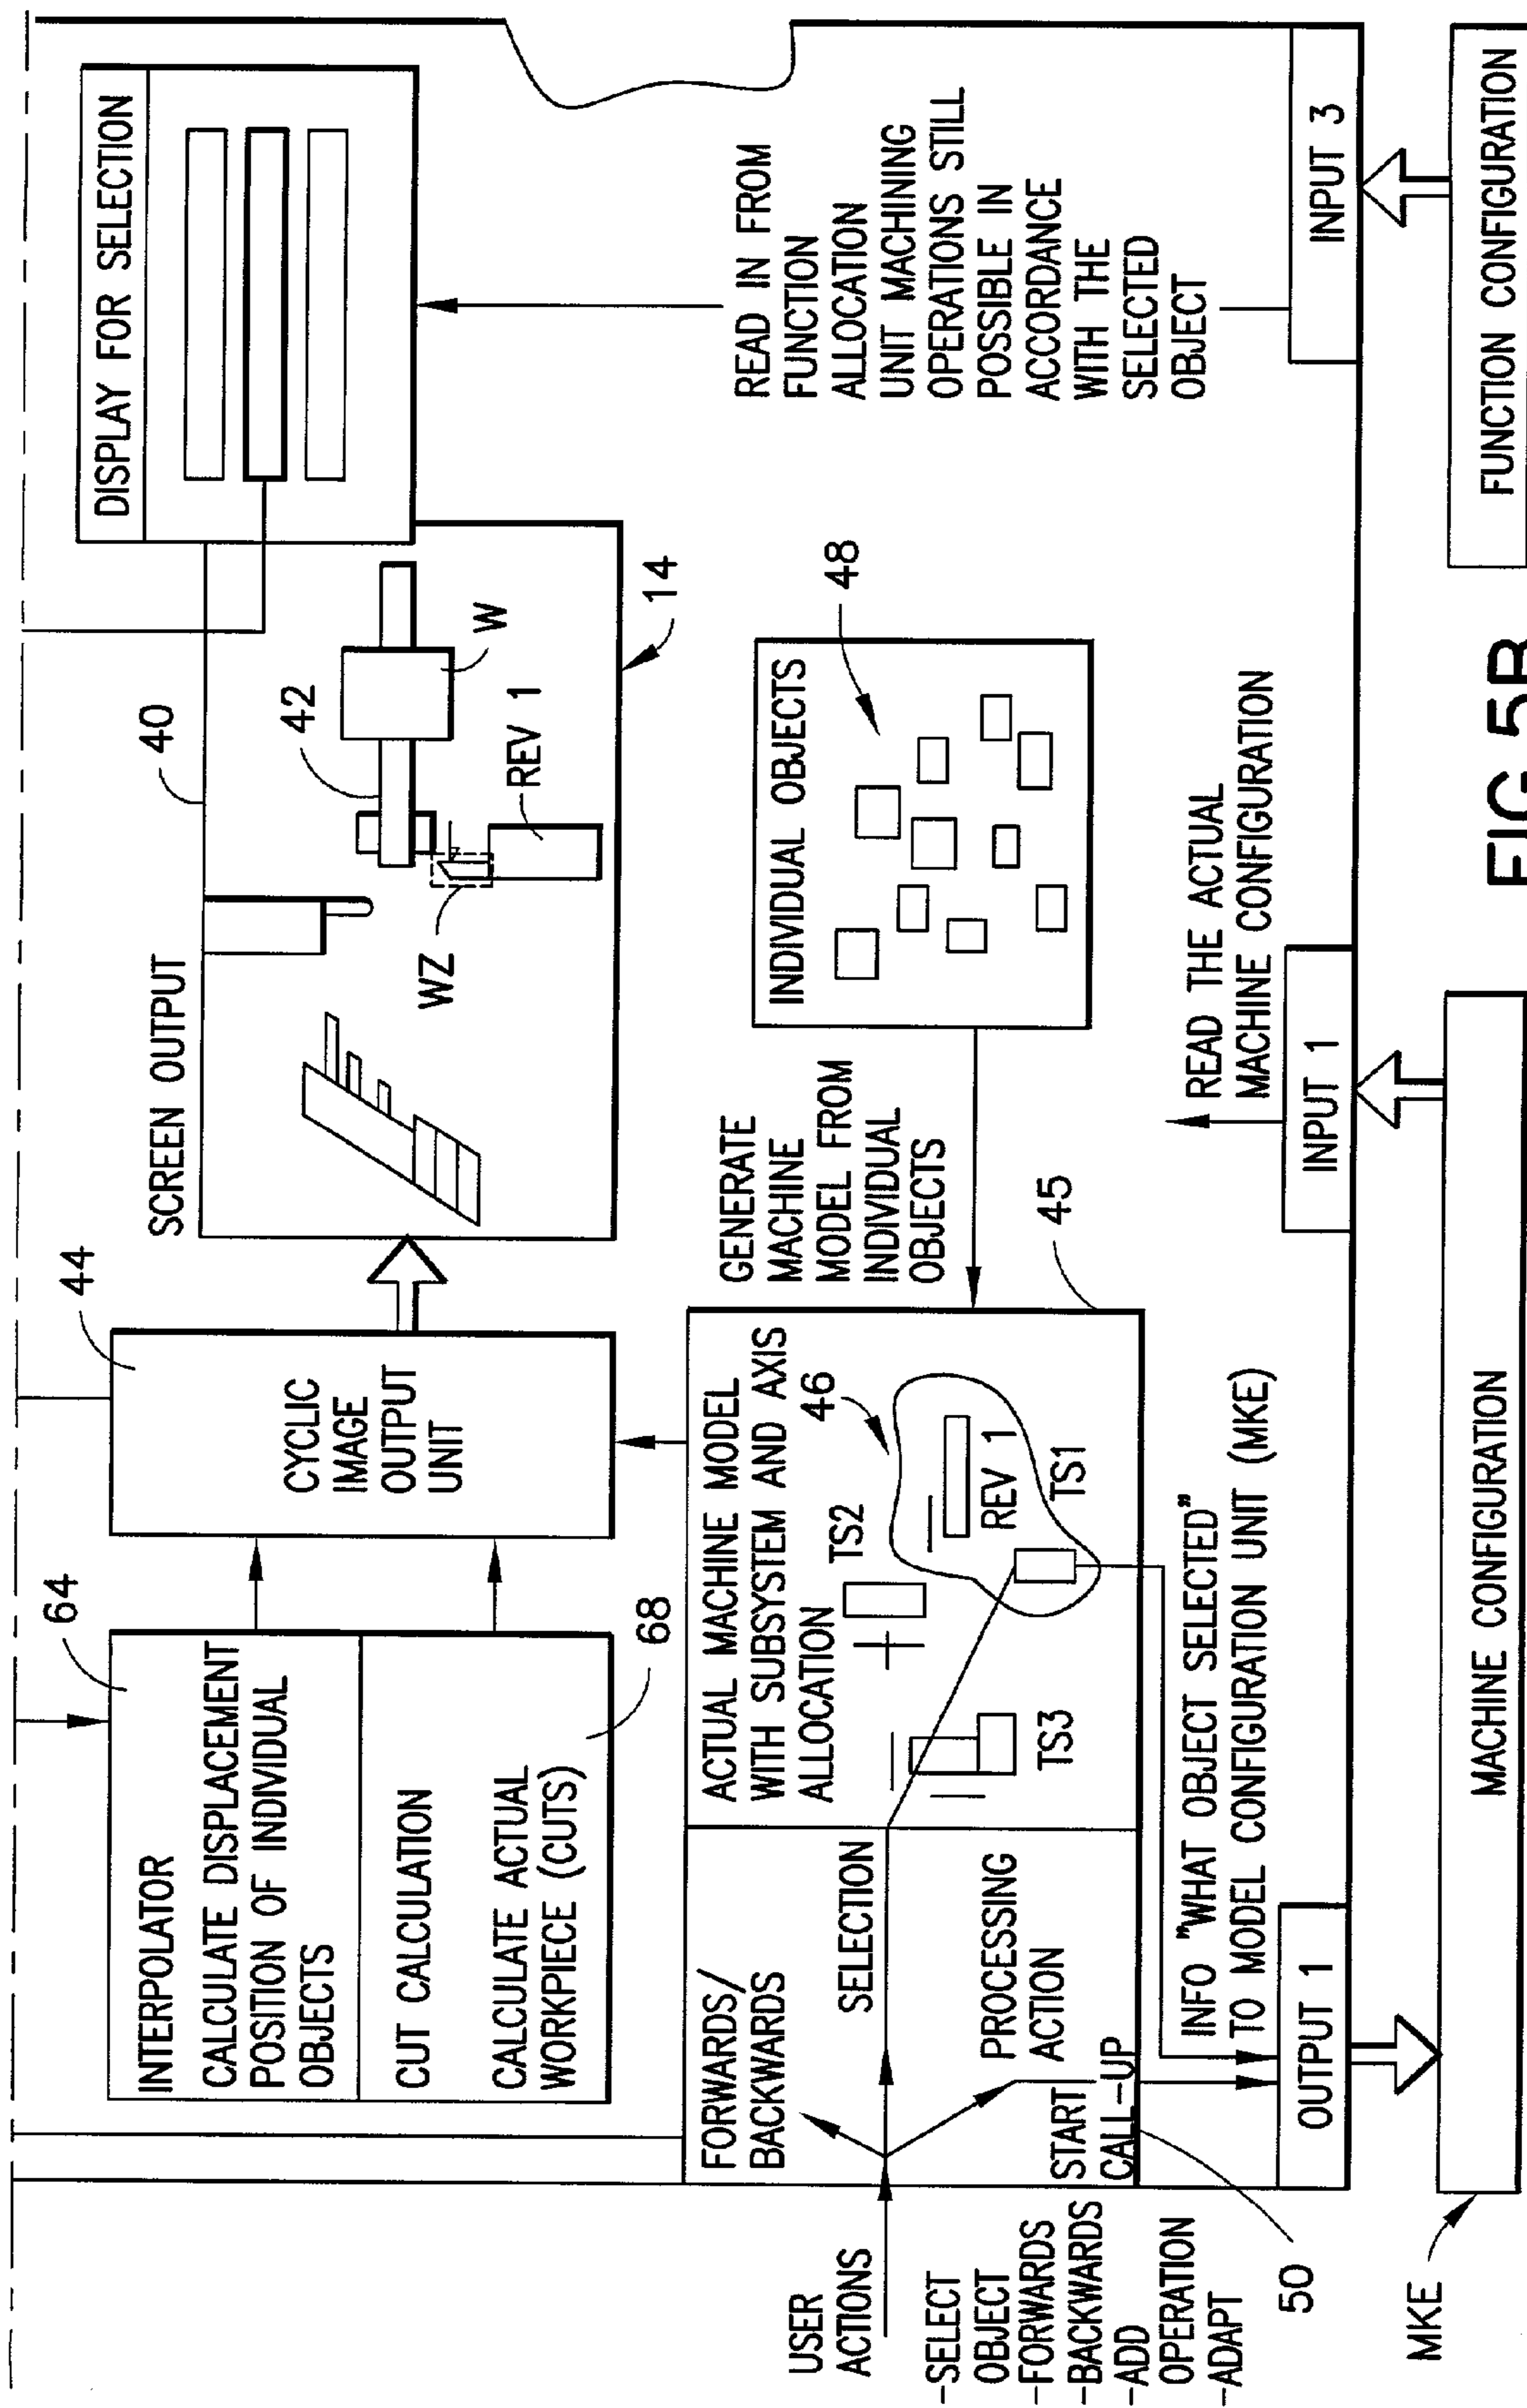 64
INTERPOLATOR
CALCULATE DISPLACEMENT
POSITION OF INDIVIDUAL
OBJECTS
CUT CALCULATION
CALCULATE ACTUAL
WORKPIECE (CUTS)
68
44
CYCLIC
IMAGE
OUTPUT
UNIT
SCREEN OUTPUT
40
42
WZ
REV 1
W
14
DISPLAY FOR SELECTION
USER
ACTIONS
-SELECT
OBJECT
-FORWARDS
-BACKWARDS
-ADD
OPERATION
-ADAPT
FORWARDS/
BACKWARDS
SELECTION
PROCESSING
ACTION
START
CALL-UP
50
ACTUAL MACHINE MODEL
WITH SUBSYSTEM AND AXIS
ALLOCATION
TS2
46
REV 1
TS1
TS3
45
GENERATE
MACHINE
MODEL FROM
INDIVIDUAL
OBJECTS
INDIVIDUAL OBJECTS
48
READ IN FROM
FUNCTION
ALLOCATION
UNIT MACHINING
OPERATIONS STILL
POSSIBLE IN
ACCORDANCE
WITH THE
SELECTED
OBJECT
INFO "WHAT OBJECT SELECTED"
TO MODEL CONFIGURATION UNIT (MKE)
READ THE ACTUAL
MACHINE CONFIGURATION
OUTPUT 1
INPUT 1
INPUT 3
MKE
MACHINE CONFIGURATION
FUNCTION CONFIGURATION
FIG. 5B